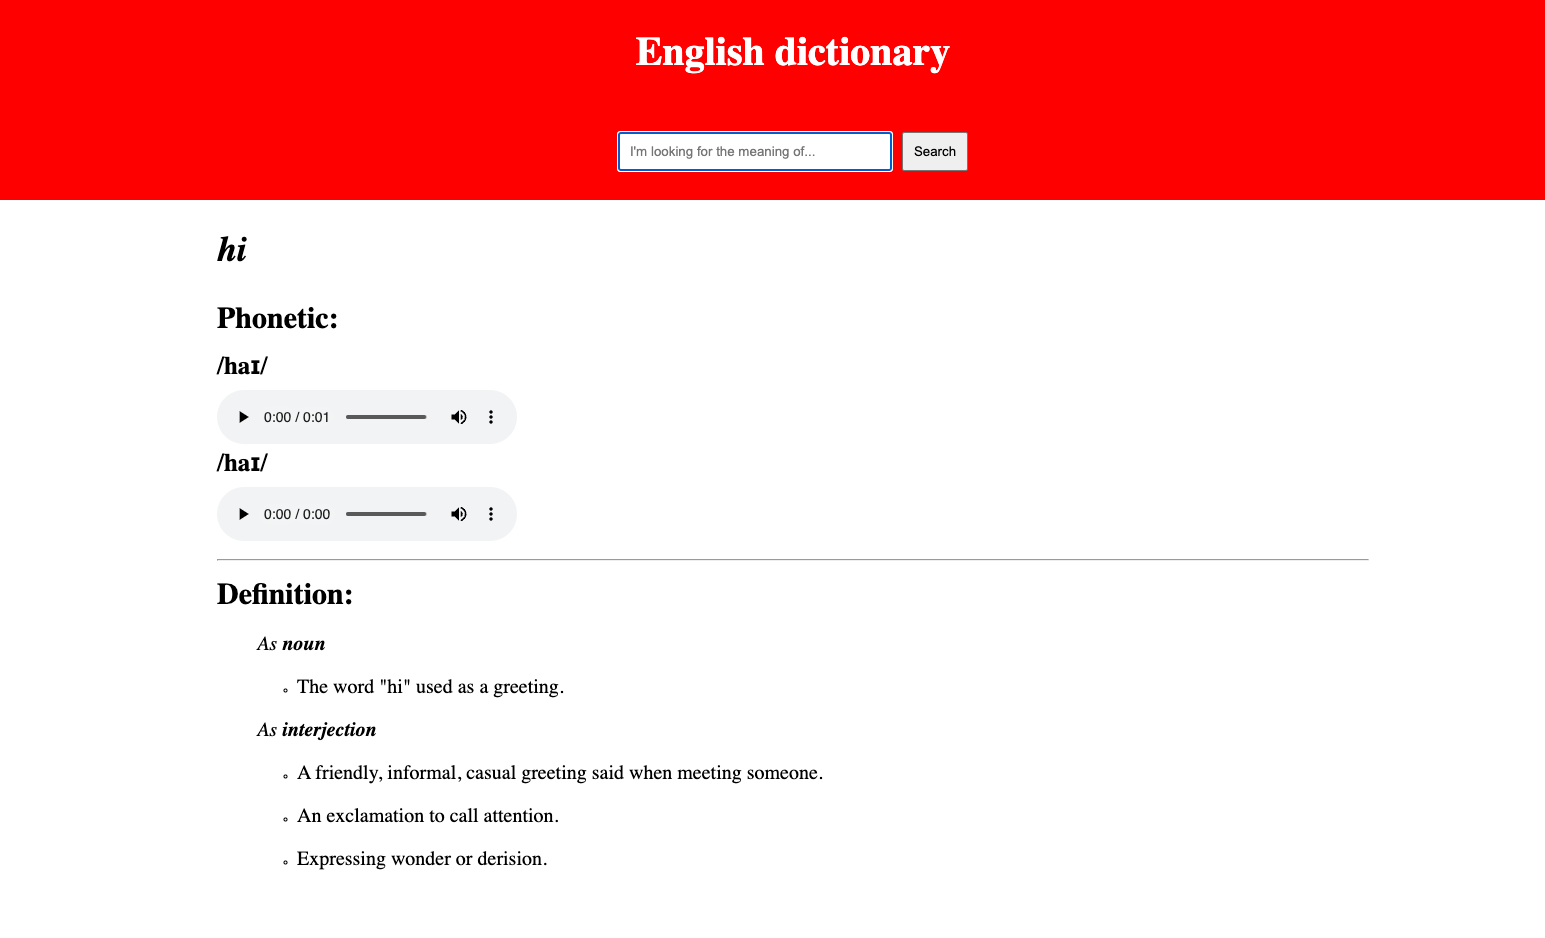 English dictionary
I'm looking for the meaning of...
Search
hi
Phonetic:
/haɪ/
0:00 / 0:01
/haɪ/
0:00 / 0:00
Definition:
As noun
The word "hi" used as a greeting.
As interjection
A friendly, informal, casual greeting said when meeting someone.
An exclamation to call attention.
Expressing wonder or derision.